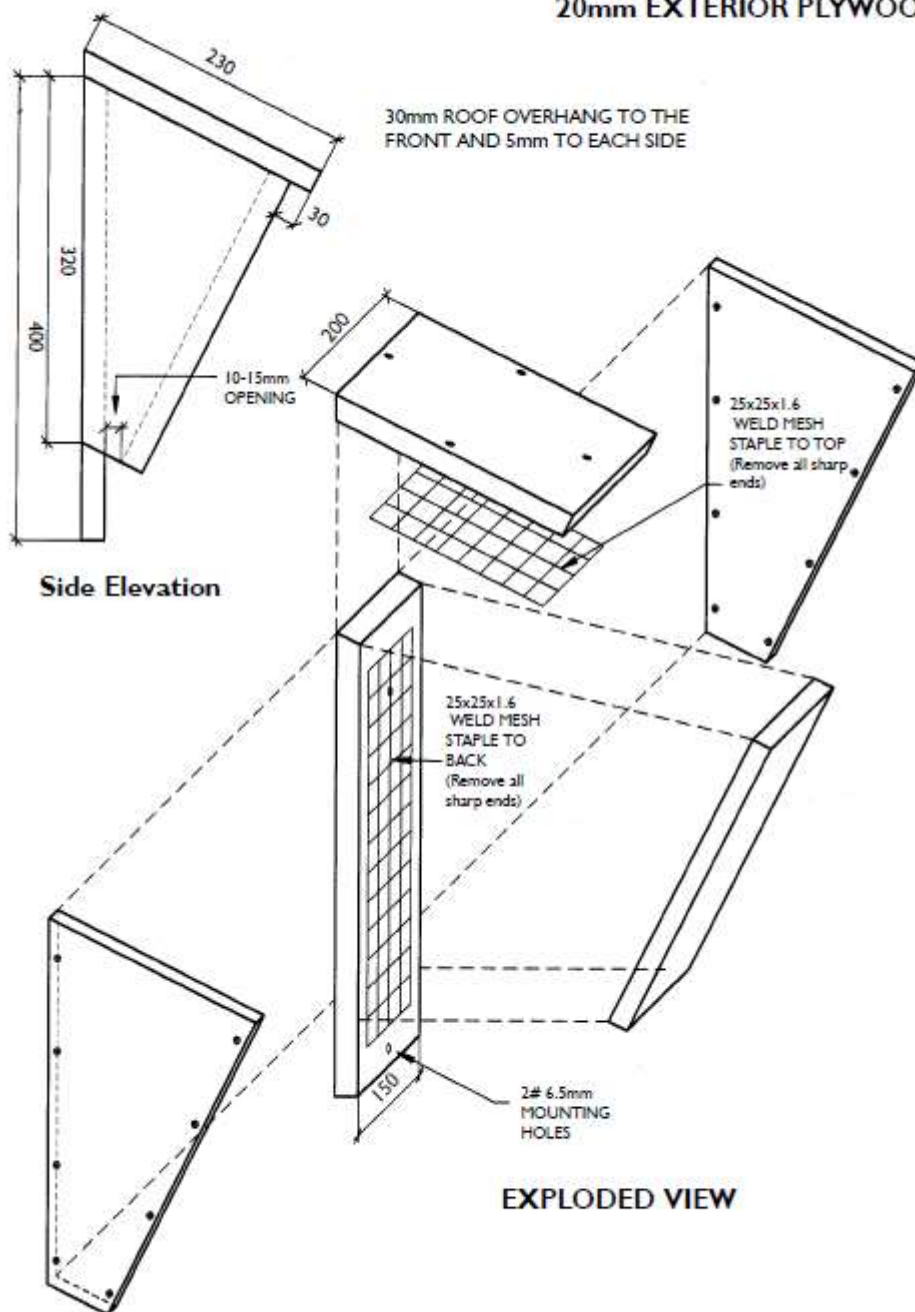 20mm EXTERIOR PLYWOO
230
30mm ROOF OVERHANG TO THE
FRONT AND 5mm TO EACH SIDE
30
320
400
200
10-15mm
OPENING
25x25x1.6
WELD MESH
STAPLE TO TOP
(Remove all sharp
ends)
Side Elevation
25x25x1.6
WELD MESH
STAPLE TO
BACK
(Remove all
sharp ends)
150
2# 6.5mm
MOUNTING
HOLES
EXPLODED VIEW